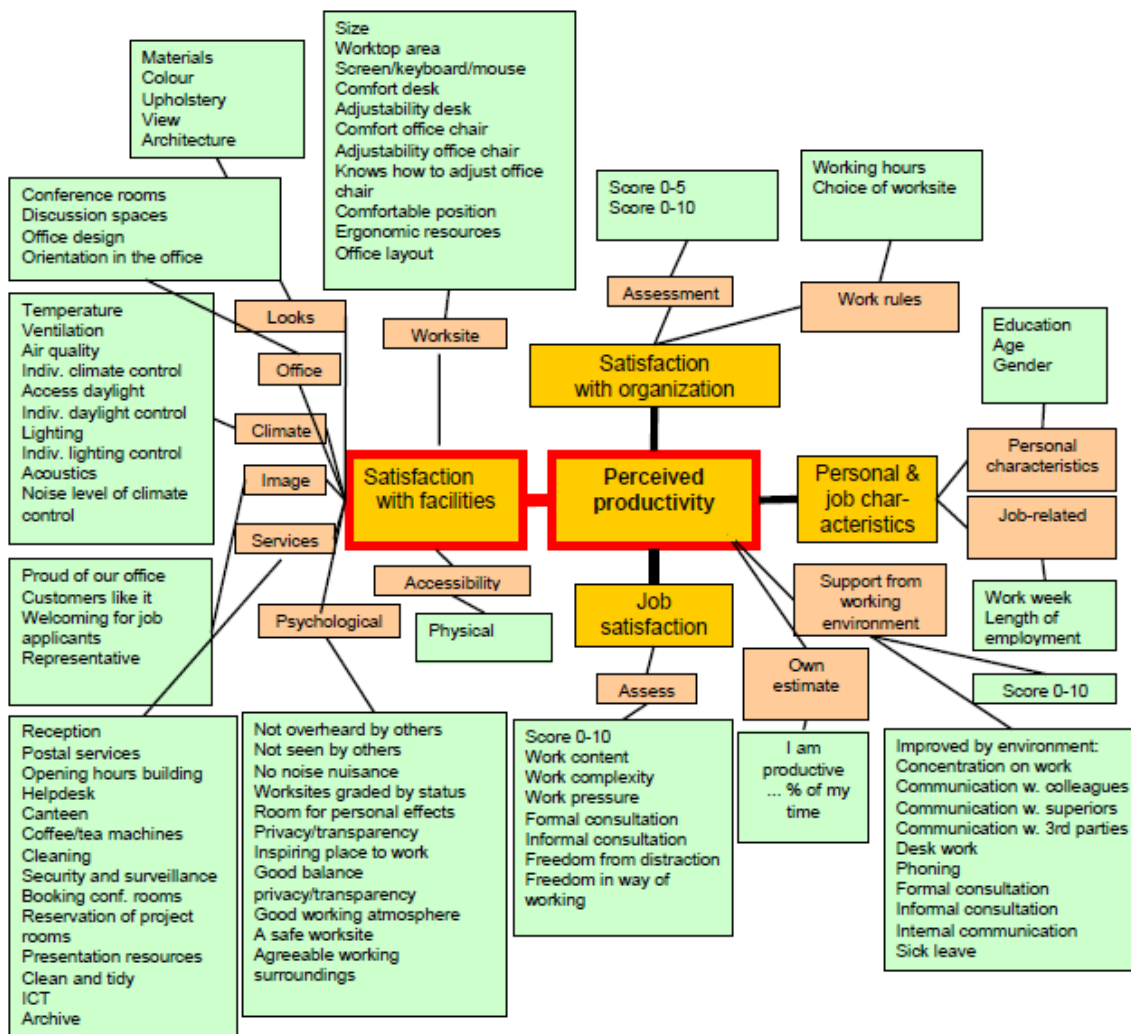 Size
Worktop area
Screen/keyboard/mouse
Comfort desk
Adjustability desk
Comfort office chair
Adjustability office chair
Knows how to adjust office
chair
Comfortable position
Ergonomic resources
Office layout
Materials
Colour
Upholstery
View
Architecture
Conference rooms
Discussion spaces
Office design
Orientation in the office
Score 0-5
Score 0-10
Working hours
Choice of worksite
Assessment
Work rules
Looks
Worksite
Office
Temperature
Ventilation
Air quality
Indiv. climate control
Access daylight
Indiv. daylight control
Lighting
Indiv. lighting control
Acoustics
Noise level of climate
control
Climate
Image
Services
Satisfaction
with organization
Education
Age
Gender
Satisfaction
with facilities
Perceived
productivity
Personal &
job char-
acteristics
Personal
characteristics
Job-related
Proud of our office
Customers like it
Welcoming for job
applicants
Representative
Psychological
Accessibility
Physical
Job
satisfaction
Support from
working
environment
Work week
Length of
employment
Assess
Own
estimate
Score 0-10
Reception
Postal services
Opening hours building
Helpdesk
Canteen
Coffee/tea machines
Cleaning
Security and surveillance
Booking conf. rooms
Reservation of project
rooms
Presentation resources
Clean and tidy
ICT
Archive
Not overheard by others
Not seen by others
No noise nuisance
Worksites graded by status
Room for personal effects
Privacy/transparency
Inspiring place to work
Good balance
privacy/transparency
Good working atmosphere
A safe worksite
Agreeable working
surroundings
Score 0-10
Work content
Work complexity
Work pressure
Formal consultation
Informal consultation
Freedom from distraction
Freedom in way of
working
I am
productive
... % of my
time
Improved by environment:
Concentration on work
Communication w. colleagues
Communication w. superiors
Communication w. 3rd parties
Desk work
Phoning
Formal consultation
Informal consultation
Internal communication
Sick leave